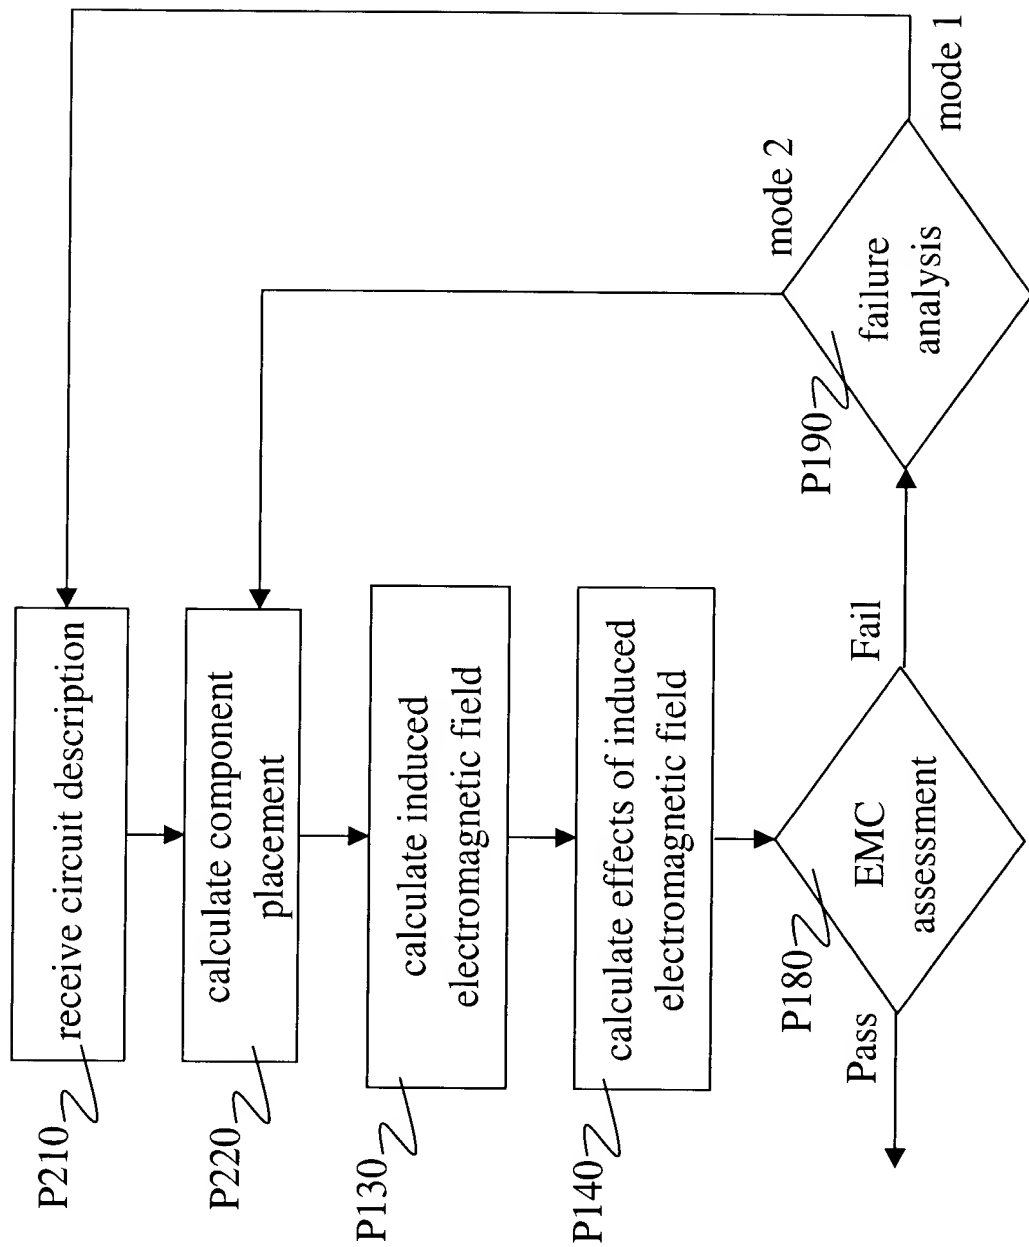 P210
receive circuit description
P220
calculate component
placement
P130
calculate induced
electromagnetic field
P140
calculate effects of induced
electromagnetic field
P180
EMC
assessment
Pass
Fail
P190
failure
analysis
mode 2
mode 1